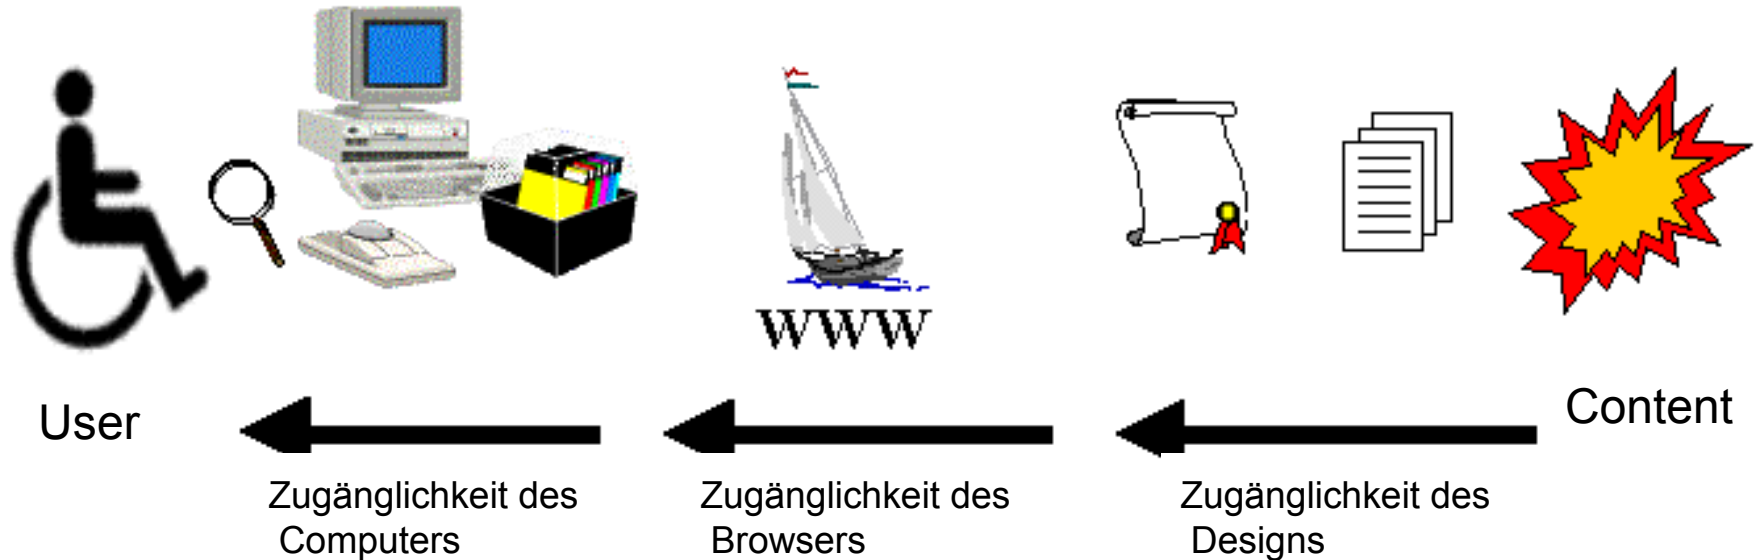 WWW
User
Content
Zugänglichkeit des
Computers
Zugänglichkeit des
Browsers
Zugänglichkeit des
Designs